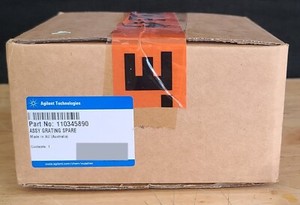 Agilent Technologies
Part No: 110345890
ASSY GRATING SPARE
Made in AU (Australia)
Contents: 1